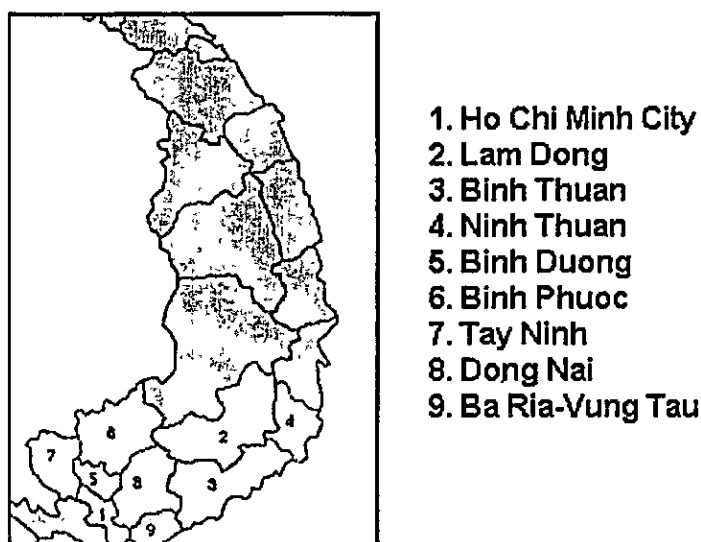 1. Ho Chi Minh City
2. Lam Dong
3. Binh Thuan
4. Ninh Thuan
5. Binh Duong
6. Binh Phuoc
7. Tay Ninh
8. Dong Nai
9. Ba Ria-Vung Tau
6
4
2
7
5
8
3
1
9